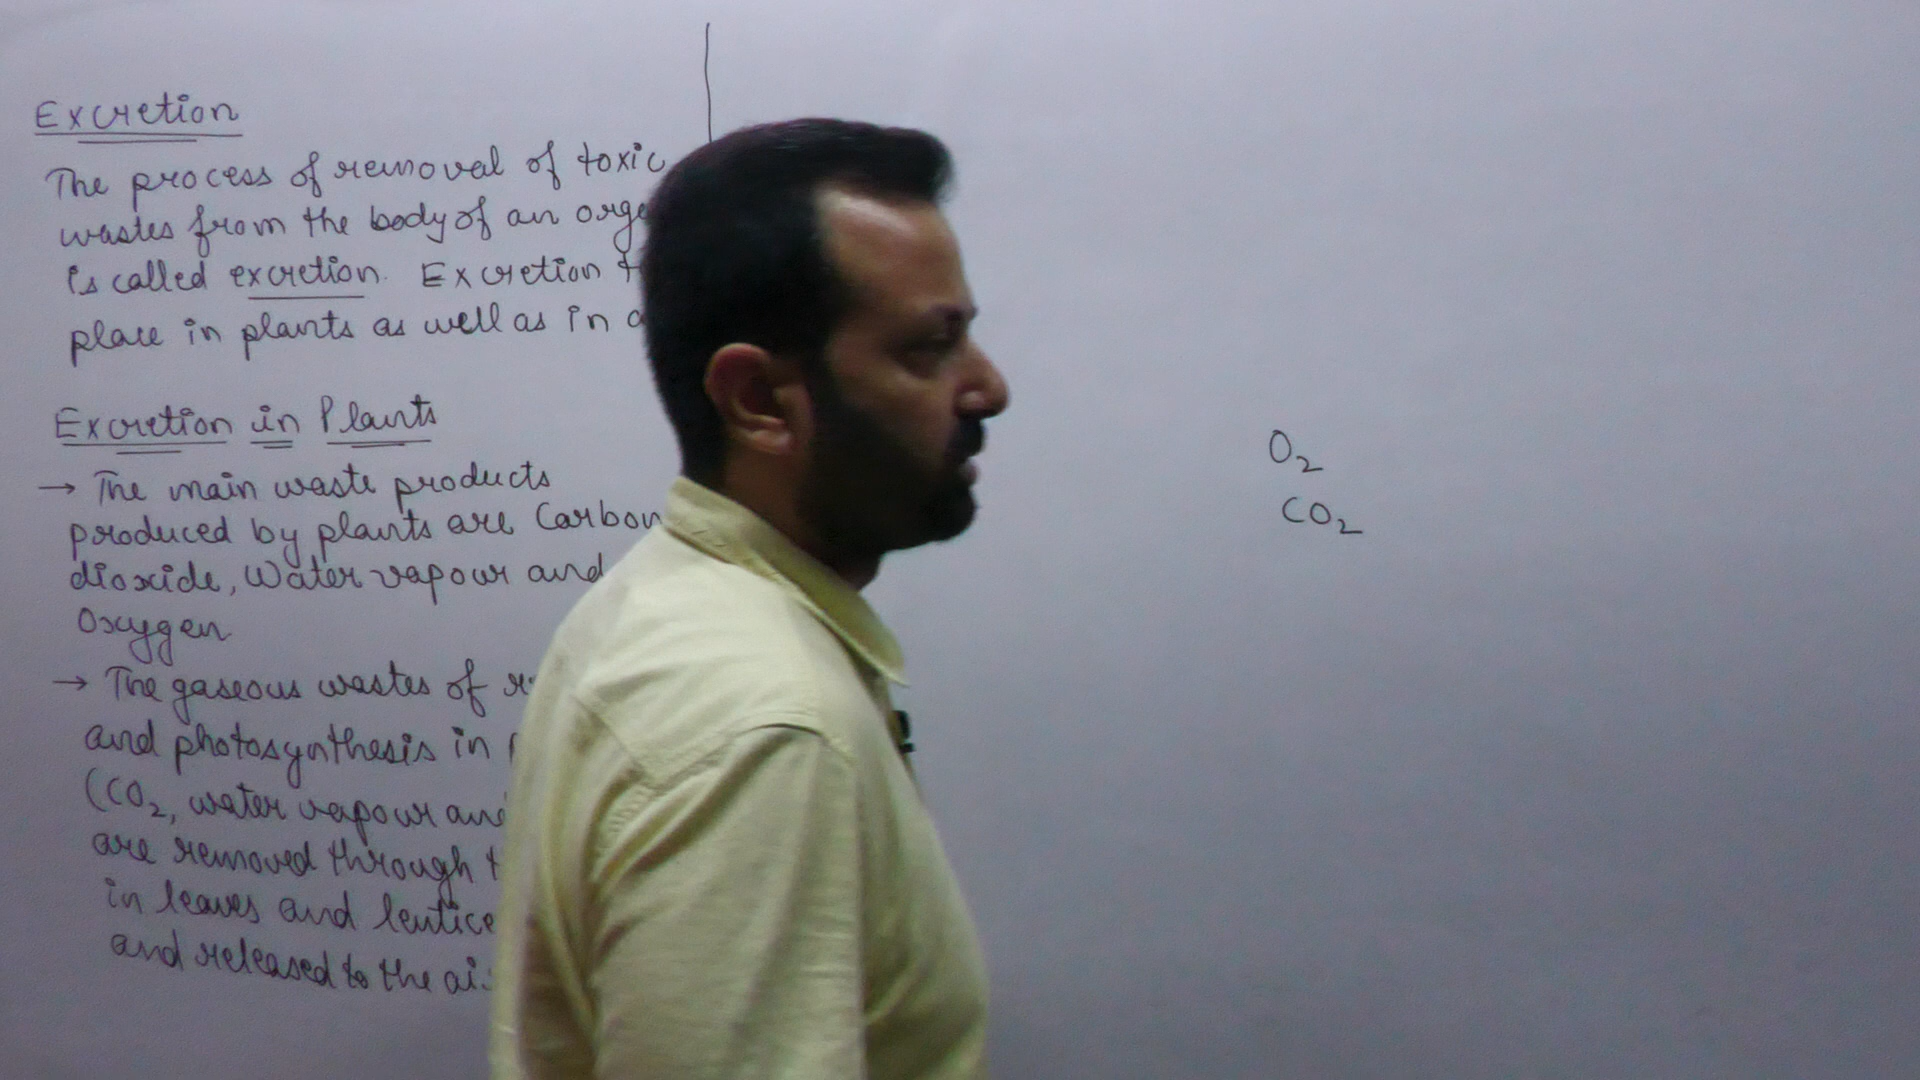 Excretion
The process of removal of toxic
wastes from the body of an
is called excretion. Excretion
place in plants as well as in
Excretion in Plants
→ The main waste products
produced by plants are Carbon
dioxide, Water vapour and
Oxygen
→ The gaseous wastes of
and photosynthesis in
(CO₂, water vapour and
are removed through
in leaves and
and released to the
O₂
CO₂